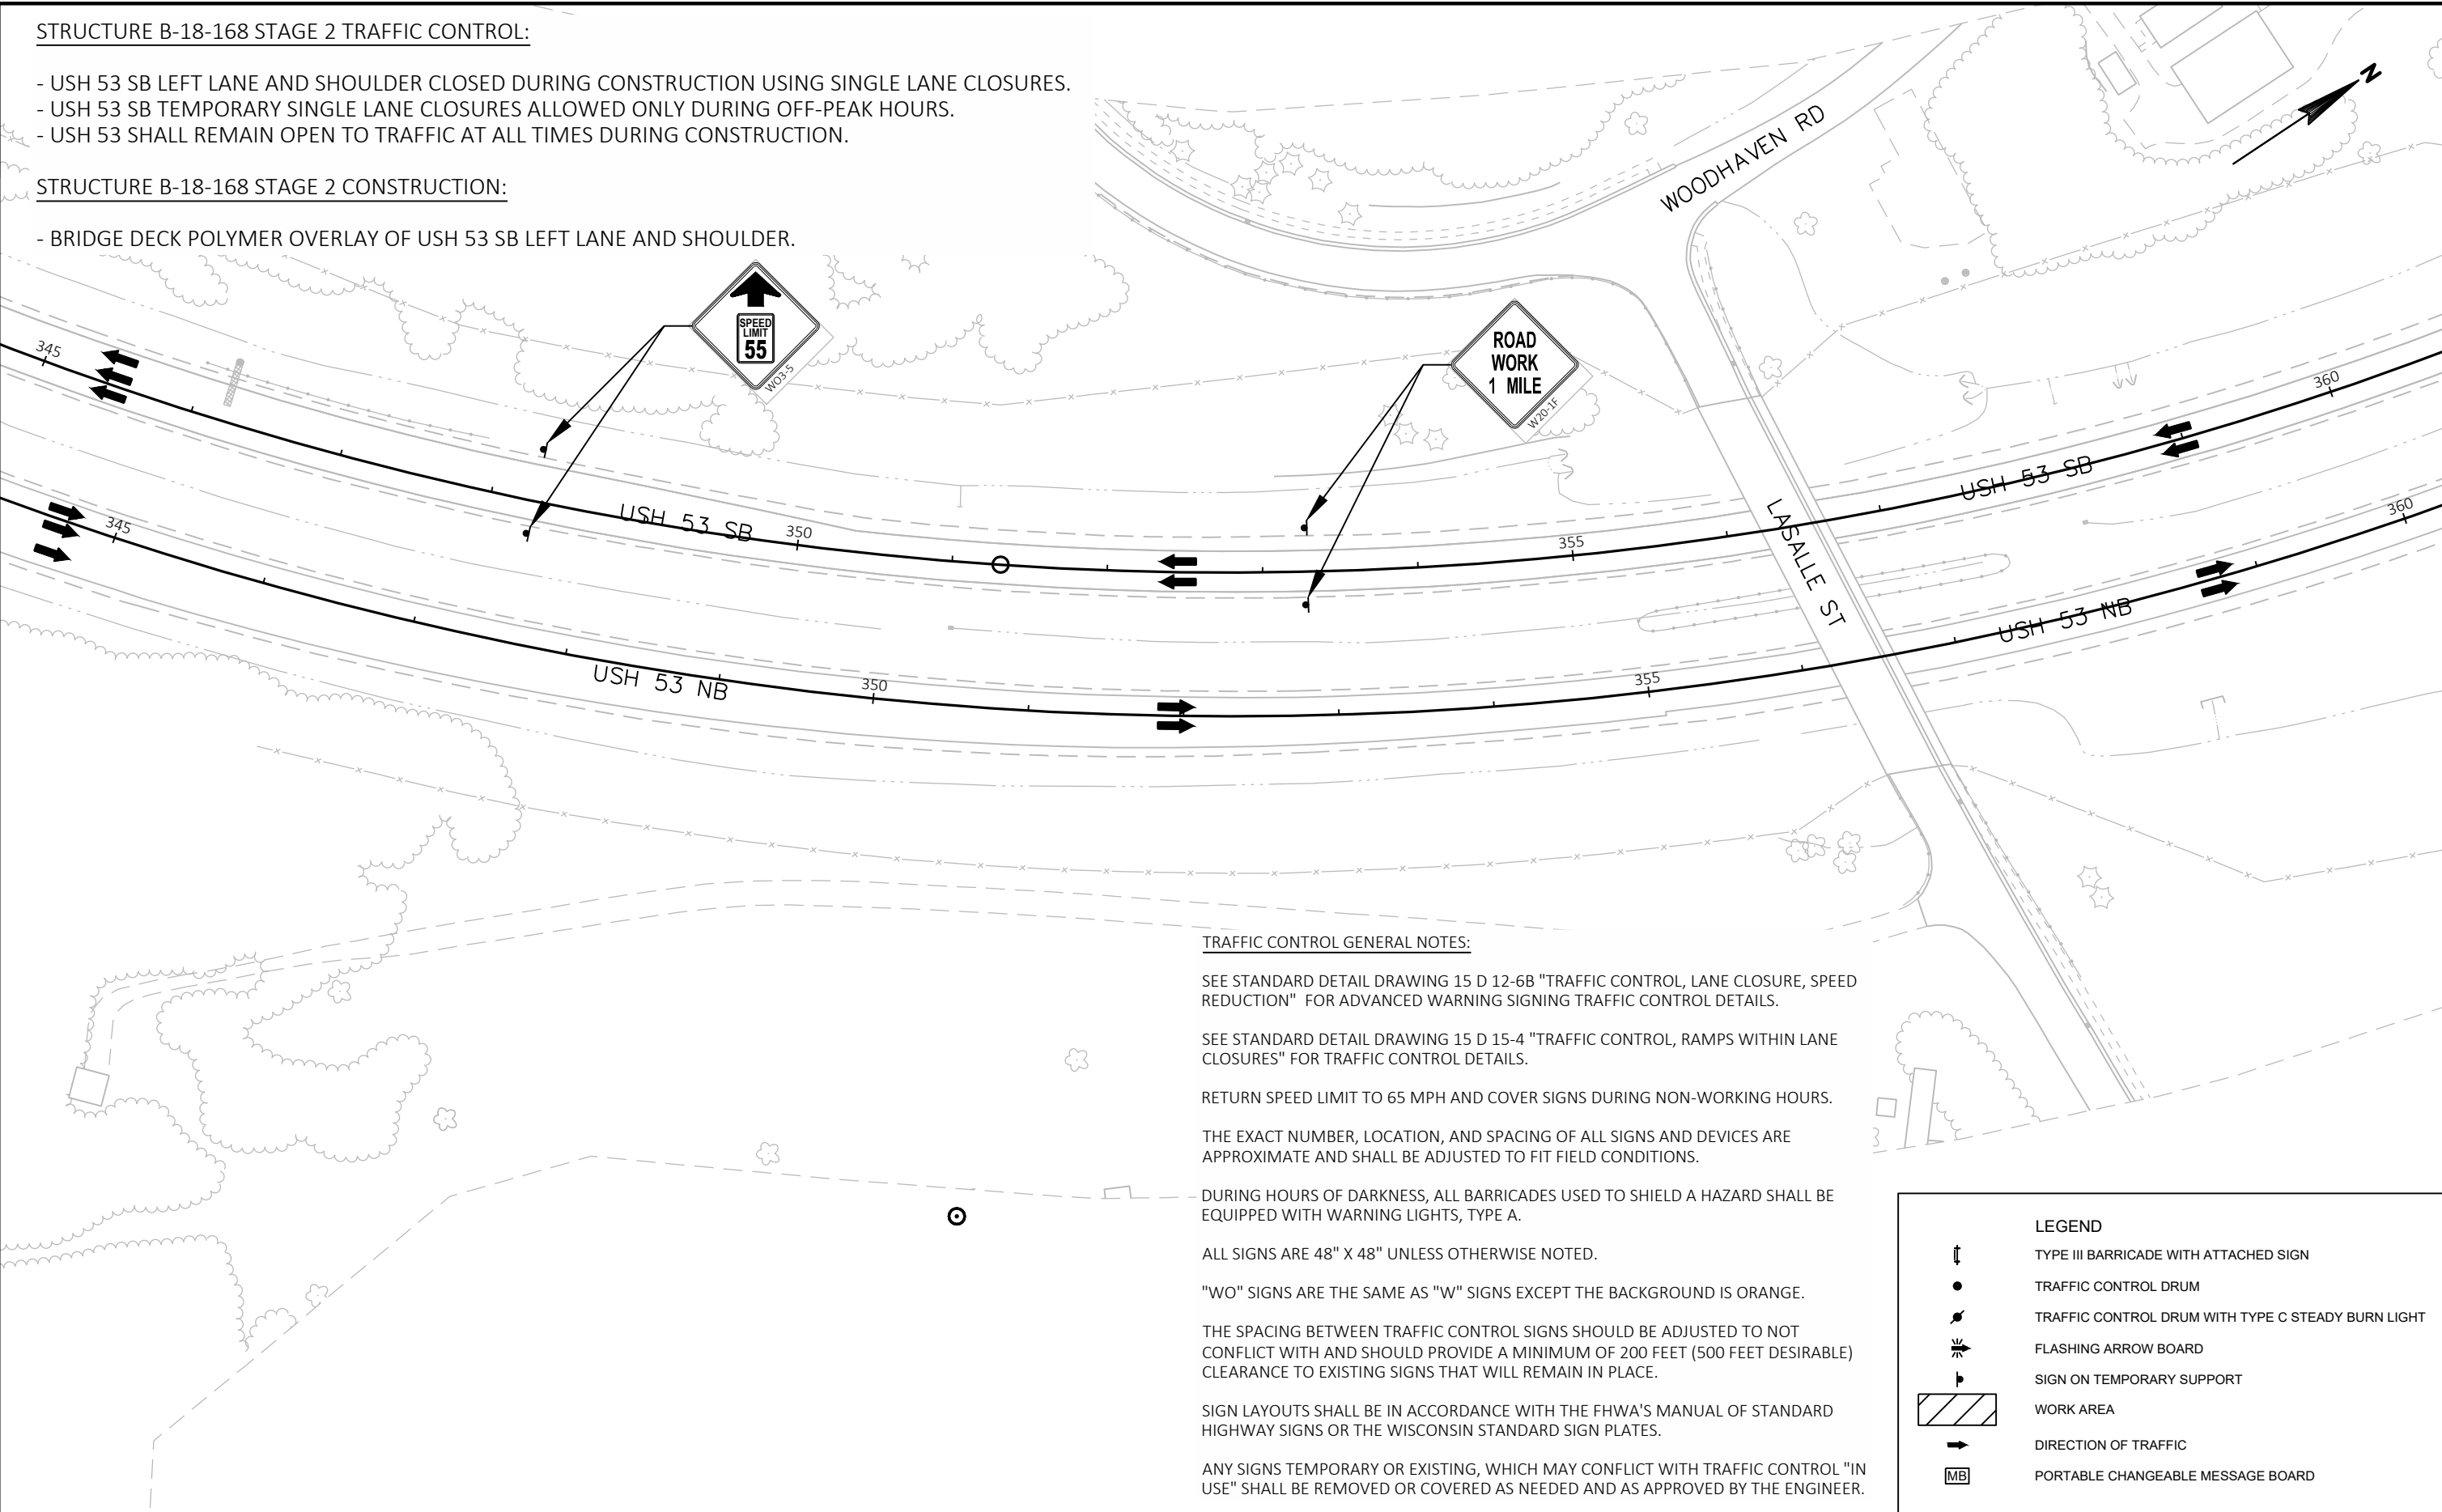 STRUCTURE B-18-168 STAGE 2 TRAFFIC CONTROL:
- USH 53 SB LEFT LANE AND SHOULDER CLOSED DURING CONSTRUCTION USING SINGLE LANE CLOSURES.
- USH 53 SB TEMPORARY SINGLE LANE CLOSURES ALLOWED ONLY DURING OFF-PEAK HOURS.
- USH 53 SHALL REMAIN OPEN TO TRAFFIC AT ALL TIMES DURING CONSTRUCTION.
STRUCTURE B-18-168 STAGE 2 CONSTRUCTION:
- BRIDGE DECK POLYMER OVERLAY OF USH 53 SB LEFT LANE AND SHOULDER.
N
WOODHAVEN RD
SPEED
LIMIT
55
WO3-5
ROAD
WORK
1 MILE
W20-1F
345
USH 53 SB
350
355
USH 53 SB
360
LASALLE ST
345
USH 53 NB
350
355
USH 53 NB
360
TRAFFIC CONTROL GENERAL NOTES:
SEE STANDARD DETAIL DRAWING 15 D 12-6B "TRAFFIC CONTROL, LANE CLOSURE, SPEED
REDUCTION" FOR ADVANCED WARNING SIGNING TRAFFIC CONTROL DETAILS.
SEE STANDARD DETAIL DRAWING 15 D 15-4 "TRAFFIC CONTROL, RAMPS WITHIN LANE
CLOSURES" FOR TRAFFIC CONTROL DETAILS.
RETURN SPEED LIMIT TO 65 MPH AND COVER SIGNS DURING NON-WORKING HOURS.
THE EXACT NUMBER, LOCATION, AND SPACING OF ALL SIGNS AND DEVICES ARE
APPROXIMATE AND SHALL BE ADJUSTED TO FIT FIELD CONDITIONS.
DURING HOURS OF DARKNESS, ALL BARRICADES USED TO SHIELD A HAZARD SHALL BE
EQUIPPED WITH WARNING LIGHTS, TYPE A.
ALL SIGNS ARE 48" X 48" UNLESS OTHERWISE NOTED.
"WO" SIGNS ARE THE SAME AS "W" SIGNS EXCEPT THE BACKGROUND IS ORANGE.
THE SPACING BETWEEN TRAFFIC CONTROL SIGNS SHOULD BE ADJUSTED TO NOT
CONFLICT WITH AND SHOULD PROVIDE A MINIMUM OF 200 FEET (500 FEET DESIRABLE)
CLEARANCE TO EXISTING SIGNS THAT WILL REMAIN IN PLACE.
SIGN LAYOUTS SHALL BE IN ACCORDANCE WITH THE FHWA'S MANUAL OF STANDARD
HIGHWAY SIGNS OR THE WISCONSIN STANDARD SIGN PLATES.
ANY SIGNS TEMPORARY OR EXISTING, WHICH MAY CONFLICT WITH TRAFFIC CONTROL "IN
USE" SHALL BE REMOVED OR COVERED AS NEEDED AND AS APPROVED BY THE ENGINEER.
LEGEND
TYPE III BARRICADE WITH ATTACHED SIGN
TRAFFIC CONTROL DRUM
TRAFFIC CONTROL DRUM WITH TYPE C STEADY BURN LIGHT
FLASHING ARROW BOARD
SIGN ON TEMPORARY SUPPORT
WORK AREA
DIRECTION OF TRAFFIC
MB PORTABLE CHANGEABLE MESSAGE BOARD